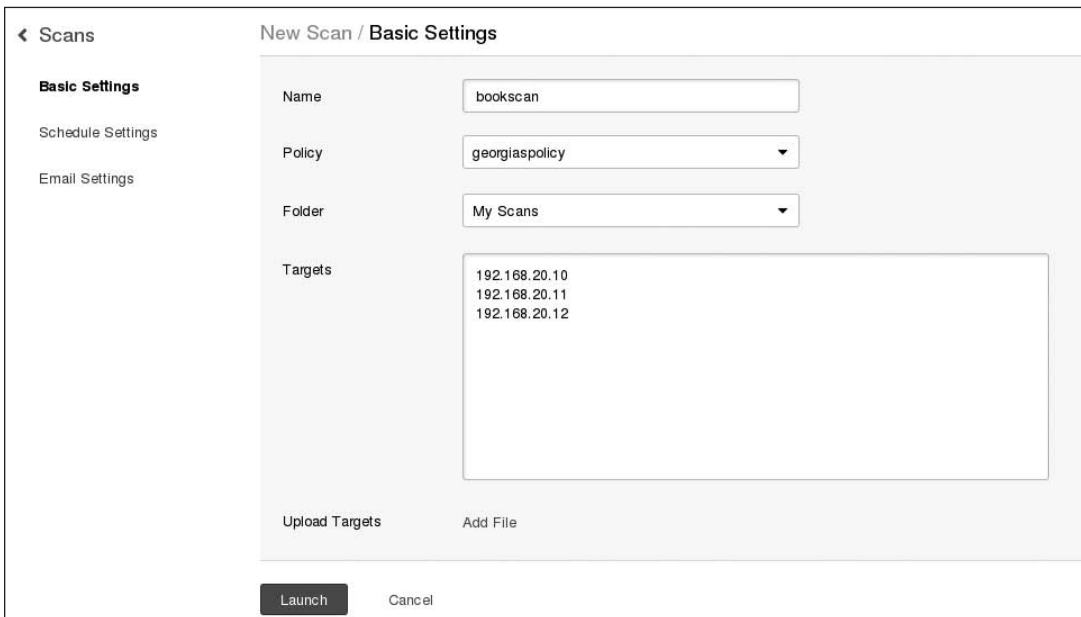 Scans
Basic Settings
Schedule Settings
Email Settings
New Scan / Basic Settings
Name
bookscan
Policy
georgiaspolicy
Folder
My Scans
Targets
192.168.20.10
192.168.20.11
192.168.20.12
Upload Targets
Add File
Launch
Cancel